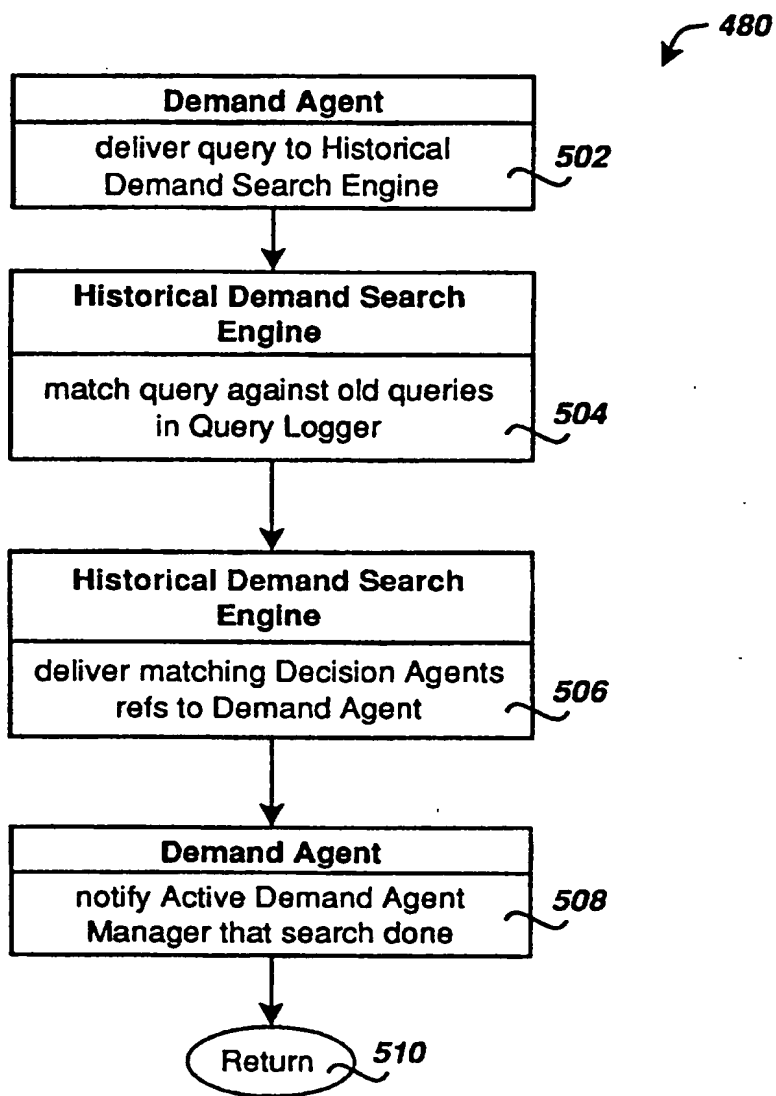 480
Demand Agent
deliver query to Historical
Demand Search Engine
502
Historical Demand Search
Engine
match query against old queries
in Query Logger
504
Historical Demand Search
Engine
deliver matching Decision Agents
refs to Demand Agent
506
Demand Agent
notify Active Demand Agent
Manager that search done
508
Return
510